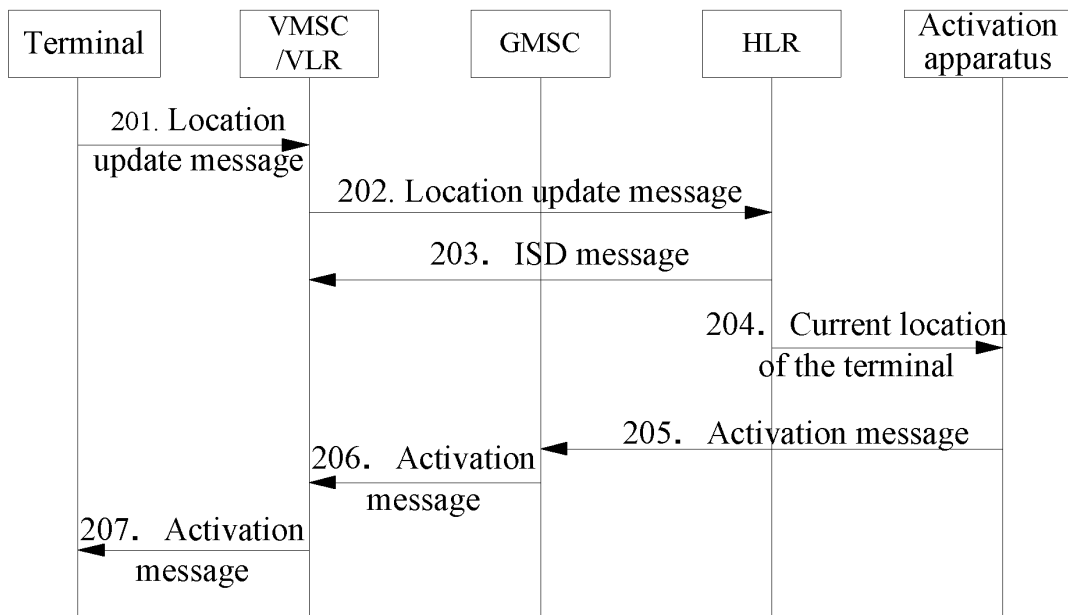 Terminal
VMSC
/VLR
GMSC
HLR
Activation
apparatus
201. Location
update message
202. Location update message
203. ISD message
204. Current location
of the terminal
205. Activation message
206. Activation
message
207. Activation
message